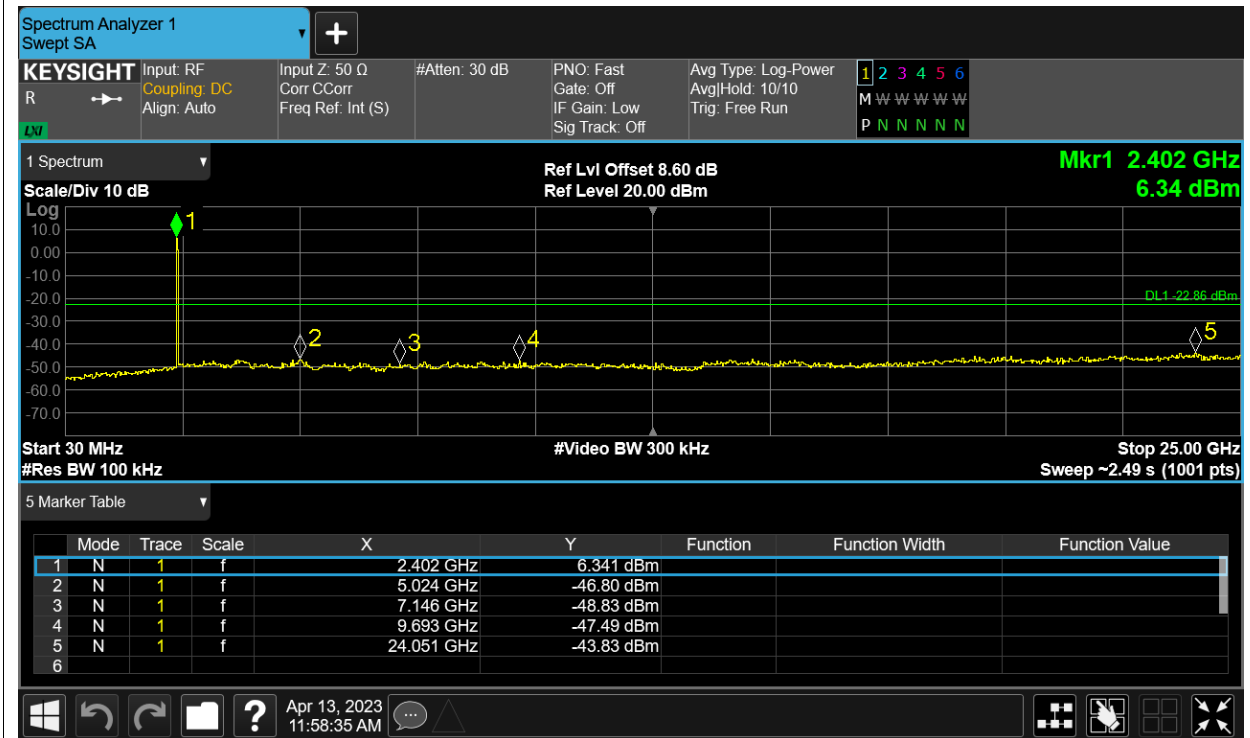 Spectrum Analyzer 1
Swept SA
KEYSIGHT
R
LXI
Input: RF
Coupling: DC
Align: Auto
Input Z: 50 Ω
Corr CCorr
Freq Ref: Int (S)
#Atten: 30 dB
PNO: Fast
Gate: Off
IF Gain: Low
Sig Track: Off
Avg Type: Log-Power
Avg|Hold: 10/10
Trig: Free Run
1 2 3 4 5 6
M W W W W W
P N N N N N
1 Spectrum
Scale/Div 10 dB
Ref Lvl Offset 8.60 dB
Ref Level 20.00 dBm
Mkr1 2.402 GHz
6.34 dBm
Log
10.0
0.00
-10.0
-20.0
-30.0
-40.0
-50.0
-60.0
-70.0
1
2
3
4
5
DL1 -22.86 dBm
Start 30 MHz
#Res BW 100 kHz
#Video BW 300 kHz
Stop 25.00 GHz
Sweep ~2.49 s (1001 pts)
5 Marker Table
Mode Trace Scale X Y Function Function Width Function Value
1 N 1 f 2.402 GHz 6.341 dBm
2 N 1 f 5.024 GHz -46.80 dBm
3 N 1 f 7.146 GHz -48.83 dBm
4 N 1 f 9.693 GHz -47.49 dBm
5 N 1 f 24.051 GHz -43.83 dBm
6
?
Apr 13, 2023
11:58:35 AM